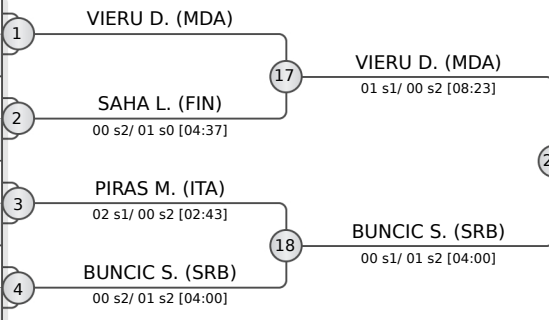 1
VIERU D. (MDA)
17
VIERU D. (MDA)
01 s1/ 00 s2 [08:23]
2
SAHA L. (FIN)
00 s2/ 01 s0 [04:37]
3
PIRAS M. (ITA)
02 s1/ 00 s2 [02:43]
18
BUNCIC S. (SRB)
00 s1/ 01 s2 [04:00]
4
BUNCIC S. (SRB)
00 s2/ 01 s2 [04:00]